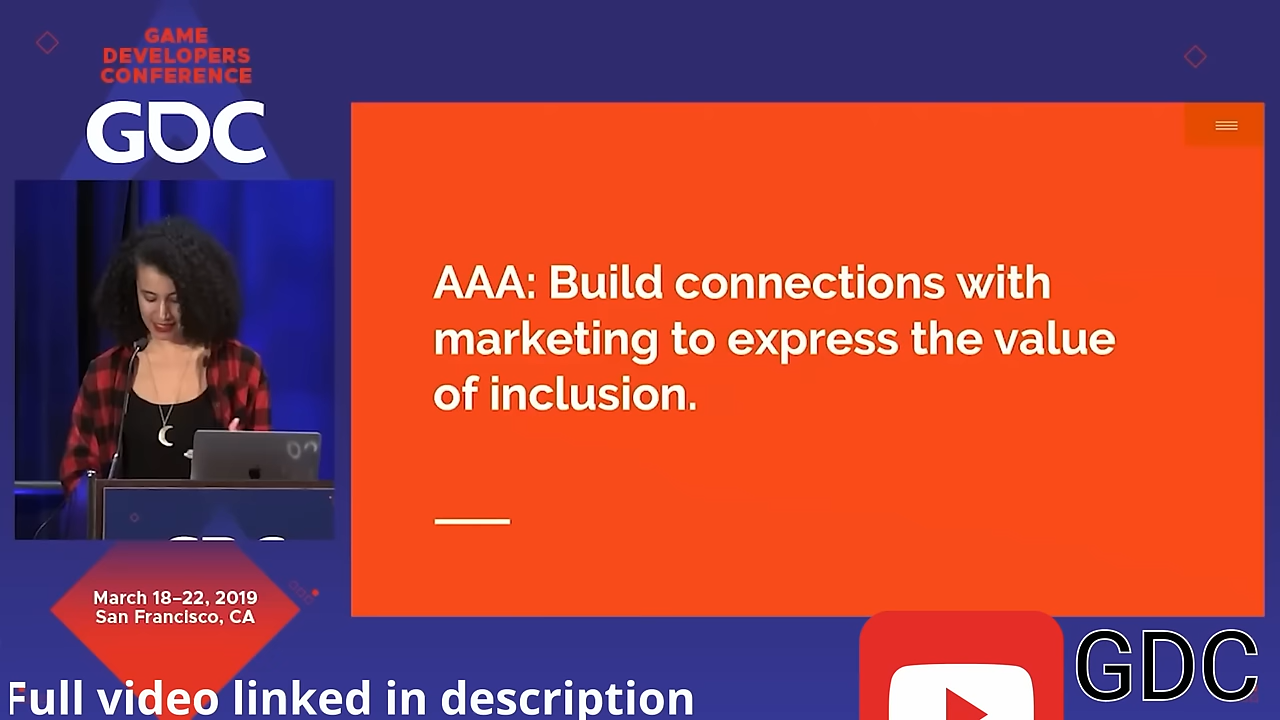 GAME
DEVELOPERS
CONFERENCE
GDC
AAA: Build connections with
marketing to express the value
of inclusion.
March 18–22, 2019
San Francisco, CA
Full video linked in description
GDC